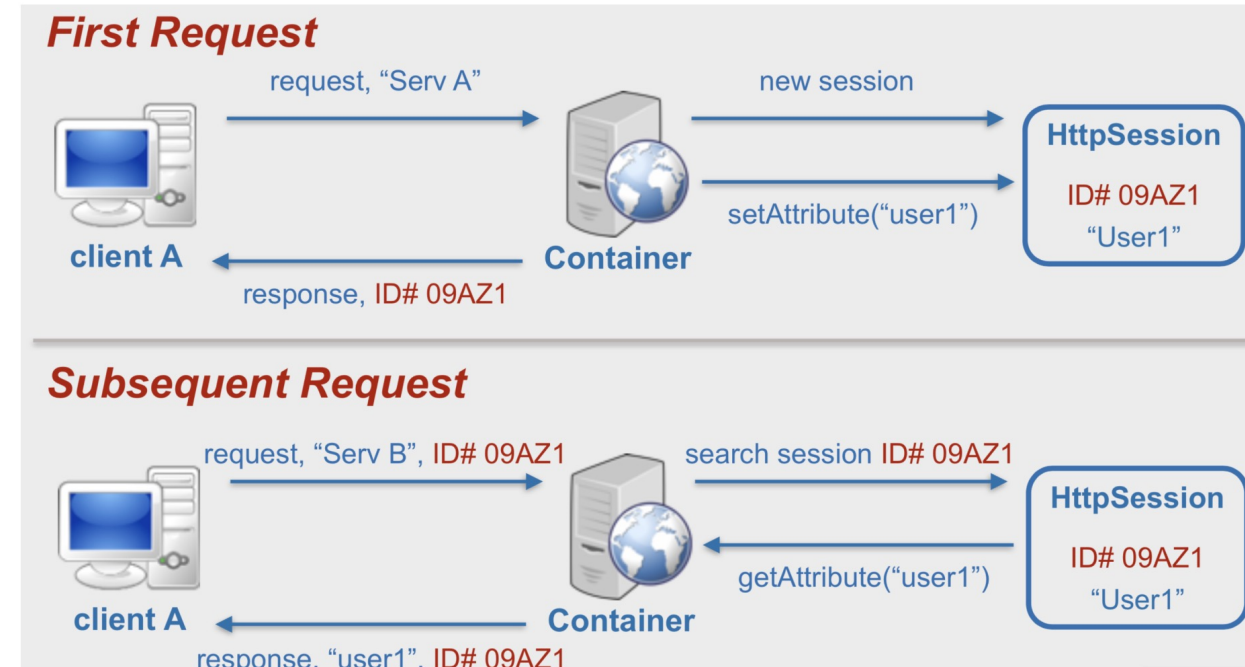 First Request
request, “Serv A”
new session
HttpSession
ID# 09AZ1
“User1”
setAttribute(“user1”)
client A
Container
response, ID# 09AZ1
Subsequent Request
request, “Serv B”, ID# 09AZ1
search session ID# 09AZ1
HttpSession
ID# 09AZ1
“User1”
getAttribute(“user1”)
client A
Container
response, “user1”, ID# 09AZ1